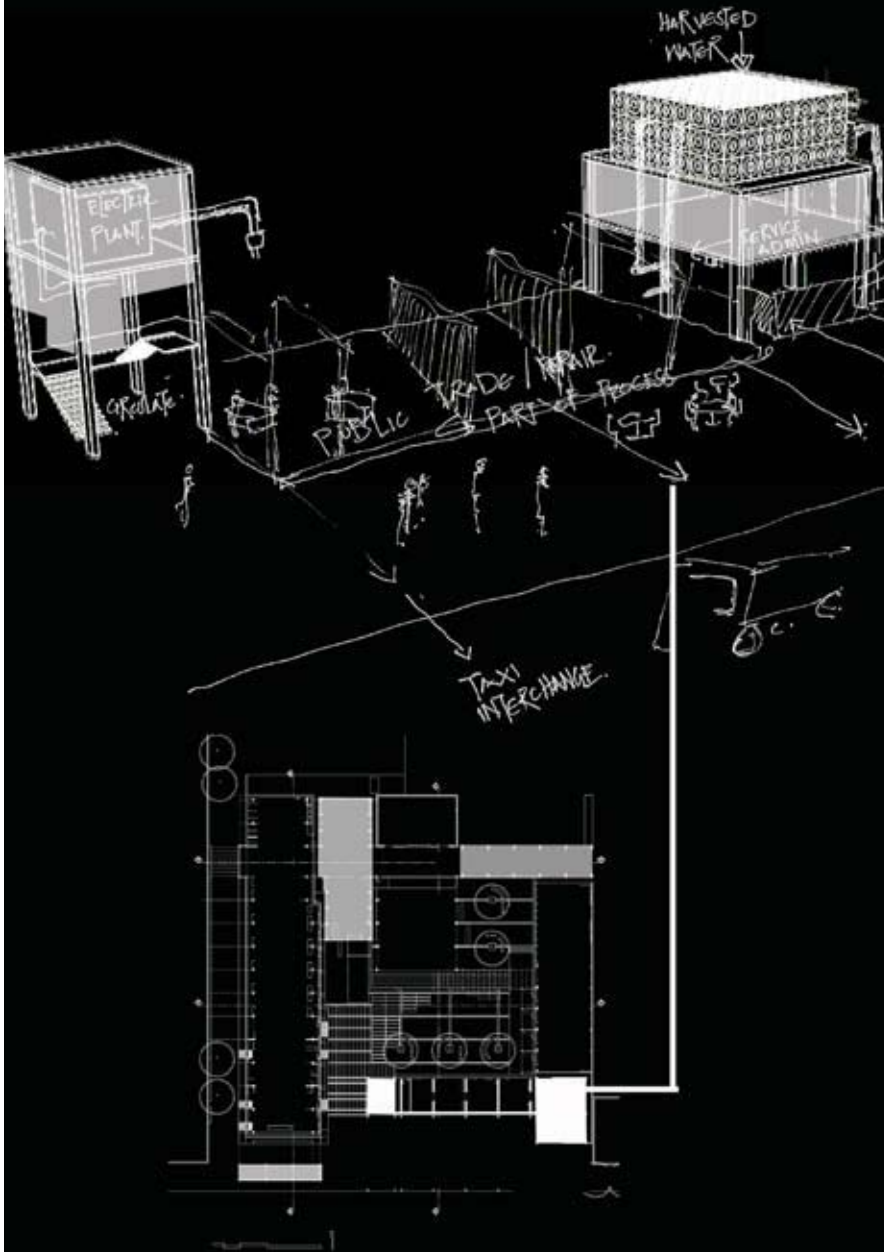 HARVESTED
WATER
ELECTRIC
PLANT.
SERVICE
ADMIN
CIRCULATE.
PUBLIC
TRADE
REPAIR.
PART OF PROCESS
TAXI
INTERCHANGE.